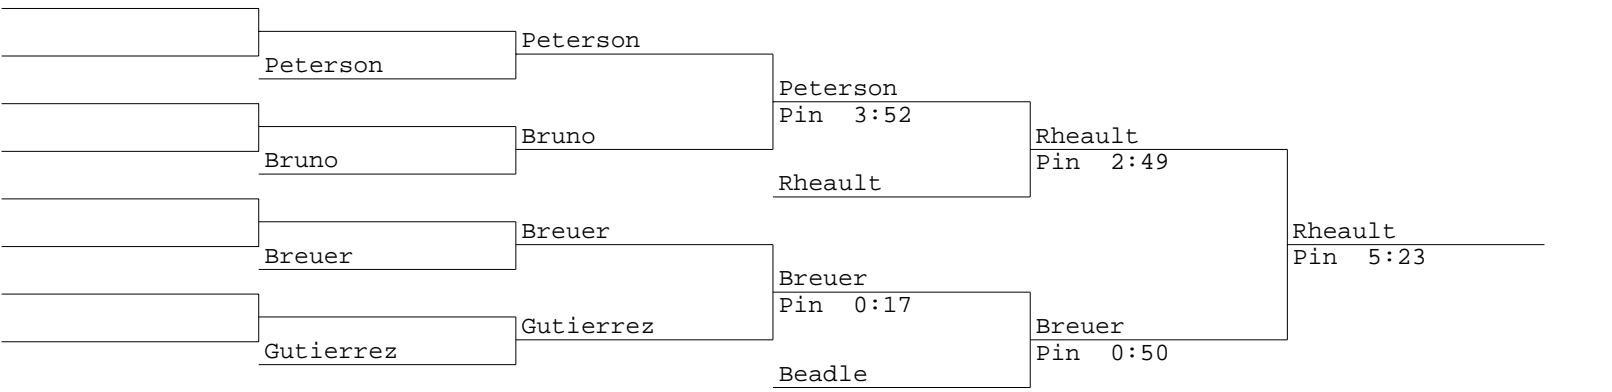 Peterson
Peterson
Peterson
Pin  3:52
Bruno
Rheault
Bruno
Pin  2:49
Rheault
Breuer
Rheault
Breuer
Pin  5:23
Breuer
Pin  0:17
Gutierrez
Breuer
Gutierrez
Pin  0:50
Beadle